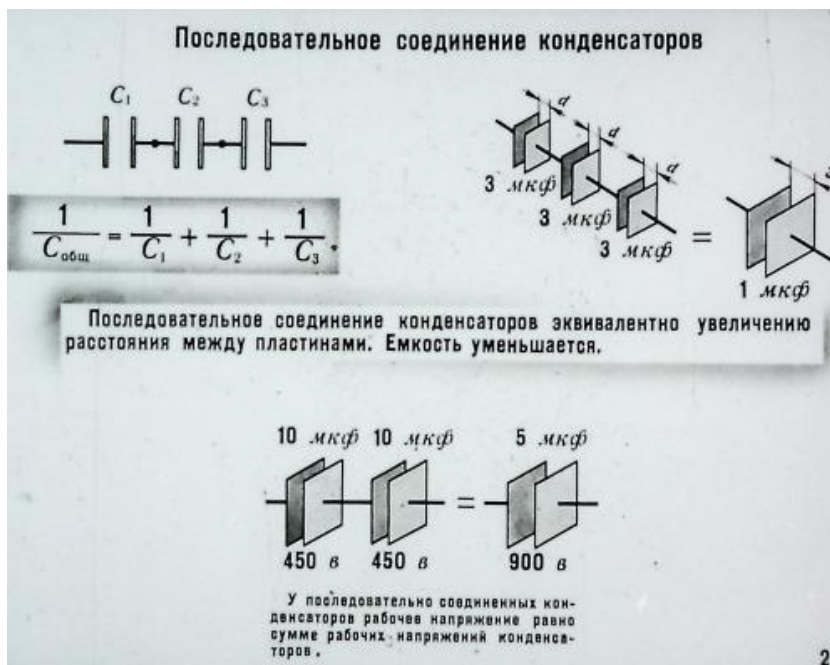 Последовательное соединение конденсаторов
C₁ C₂ C₃
d
d
d
3 мкф
3 мкф
3 мкф
=
1 мкф
1/Cобщ = 1/C₁ + 1/C₂ + 1/C₃.
Последовательное соединение конденсаторов эквивалентно увеличению
расстояния между пластинами. Емкость уменьшается.
10 мкф 10 мкф 5 мкф
=
450 в 450 в 900 в
У последовательно соединенных кон-
денсаторов рабочее напряжение равно
сумме рабочих напряжений конденса-
торов.